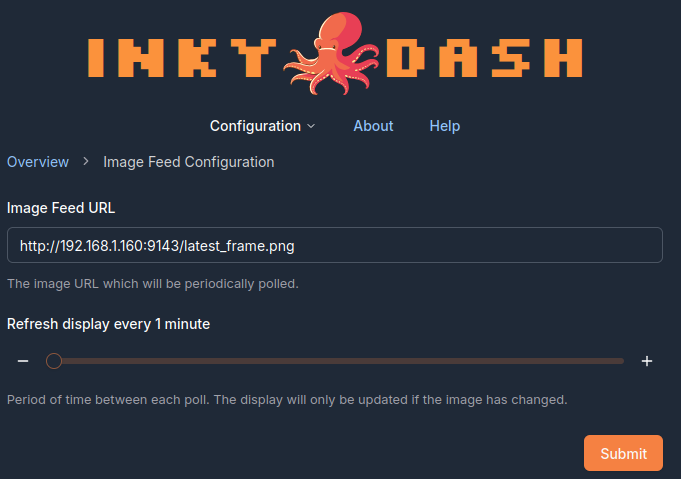 INKY DASH
Configuration About Help
Overview > Image Feed Configuration
Image Feed URL
http://192.168.1.160:9143/latest_frame.png
The image URL which will be periodically polled.
Refresh display every 1 minute
− +
Period of time between each poll. The display will only be updated if the image has changed.
Submit